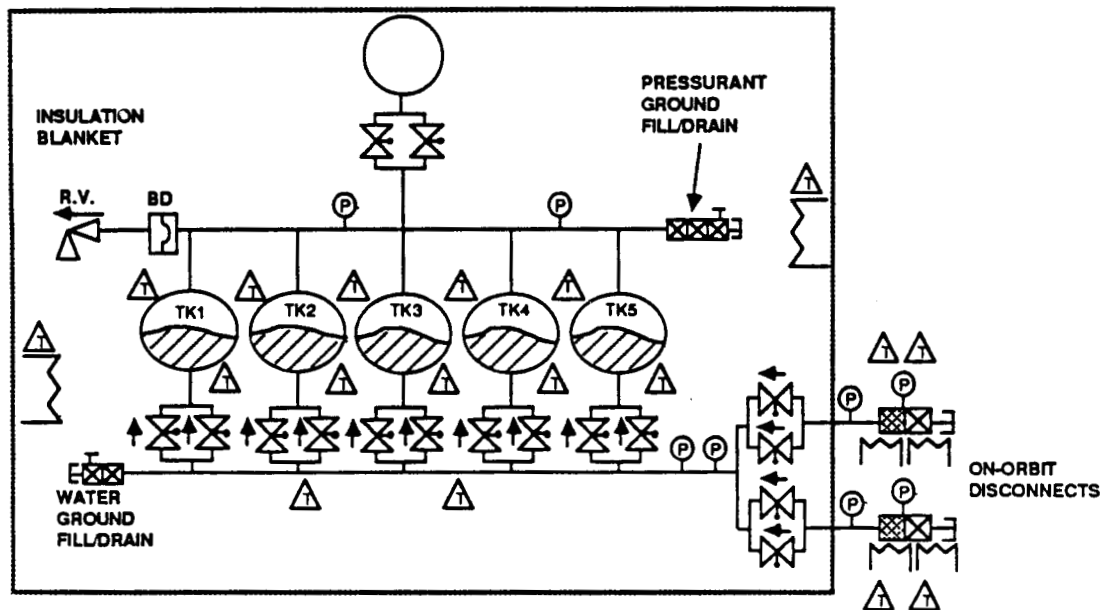 PRESSURANT
GROUND
FILL/DRAIN
INSULATION
BLANKET
R.V.
BD
P
P
T
T
T
T
T
T
TK1
TK2
TK3
TK4
TK5
T
T
T
T
T
T
T
T
P
P
P
P
P
P
ON-ORBIT
DISCONNECTS
WATER
GROUND
FILL/DRAIN
T
T
T
T